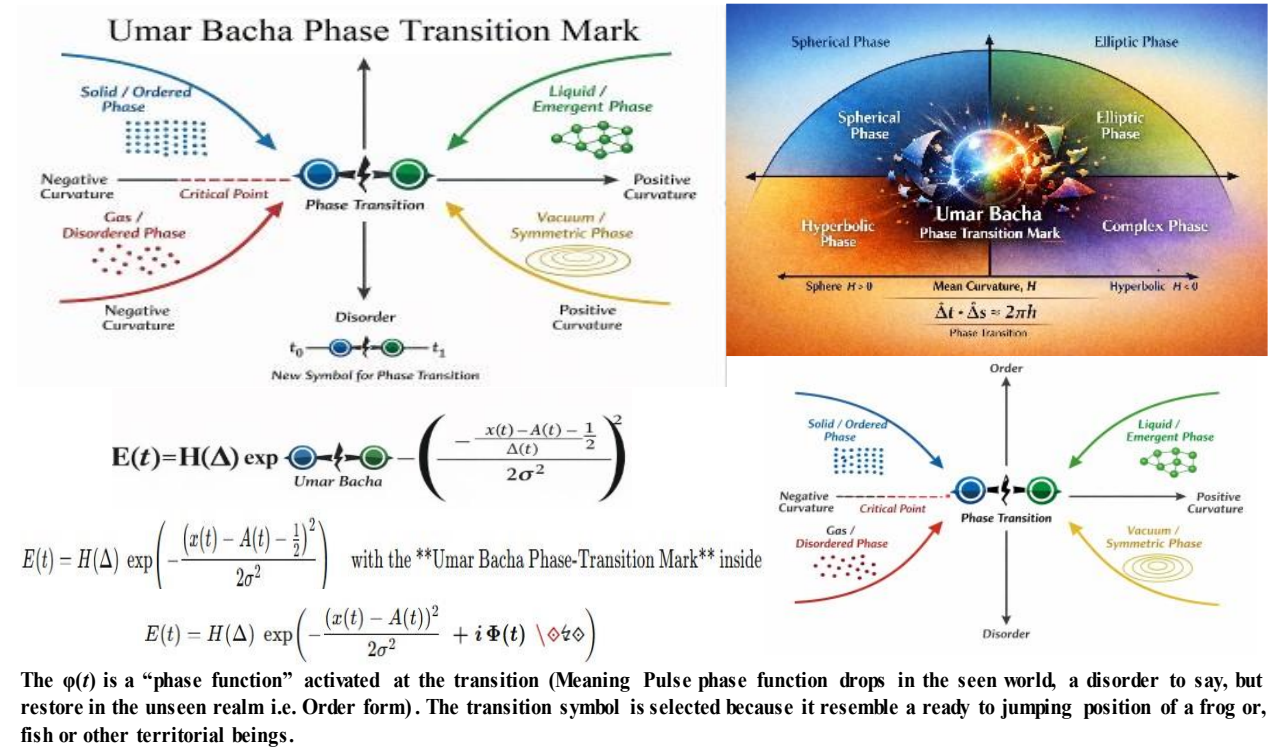 Umar Bacha Phase Transition Mark
Solid / Ordered
Phase
Liquid /
Emergent Phase
Negative
Curvature
Critical Point
Phase Transition
Positive
Curvature
Gas /
Disordered Phase
Vacuum /
Symmetric Phase
Negative
Curvature
Positive
Curvature
Disorder
t₀ t₁
New Symbol for Phase Transition
Spherical Phase
Elliptic Phase
Spherical
Phase
Elliptic
Phase
Umar Bacha
Phase Transition Mark
Hyperbolic
Phase
Complex Phase
Sphere H > 0
Mean Curvature, H
Hyperbolic H < 0
Δ̊t · Δ̊s ≈ 2πh
Phase Transition
Order
Solid / Ordered
Phase
Liquid /
Emergent Phase
Negative
Curvature
Critical Point
Phase Transition
Positive
Curvature
Gas /
Disordered Phase
Vacuum /
Symmetric Phase
Disorder
E(t)=H(Δ) exp −(−(x(t)−A(t)−1/2)/Δ(t) / 2σ²)²
Umar Bacha
E(t) = H(Δ) exp(−(x(t) − A(t) − 1/2)² / 2σ²) with the **Umar Bacha Phase-Transition Mark** inside
E(t) = H(Δ) exp(−(x(t) − A(t))² / 2σ² + i Φ(t) \⟐↯⟐)
The φ(t) is a “phase function” activated at the transition (Meaning Pulse phase function drops in the seen world, a disorder to say, but
restore in the unseen realm i.e. Order form). The transition symbol is selected because it resemble a ready to jumping position of a frog or,
fish or other territorial beings.